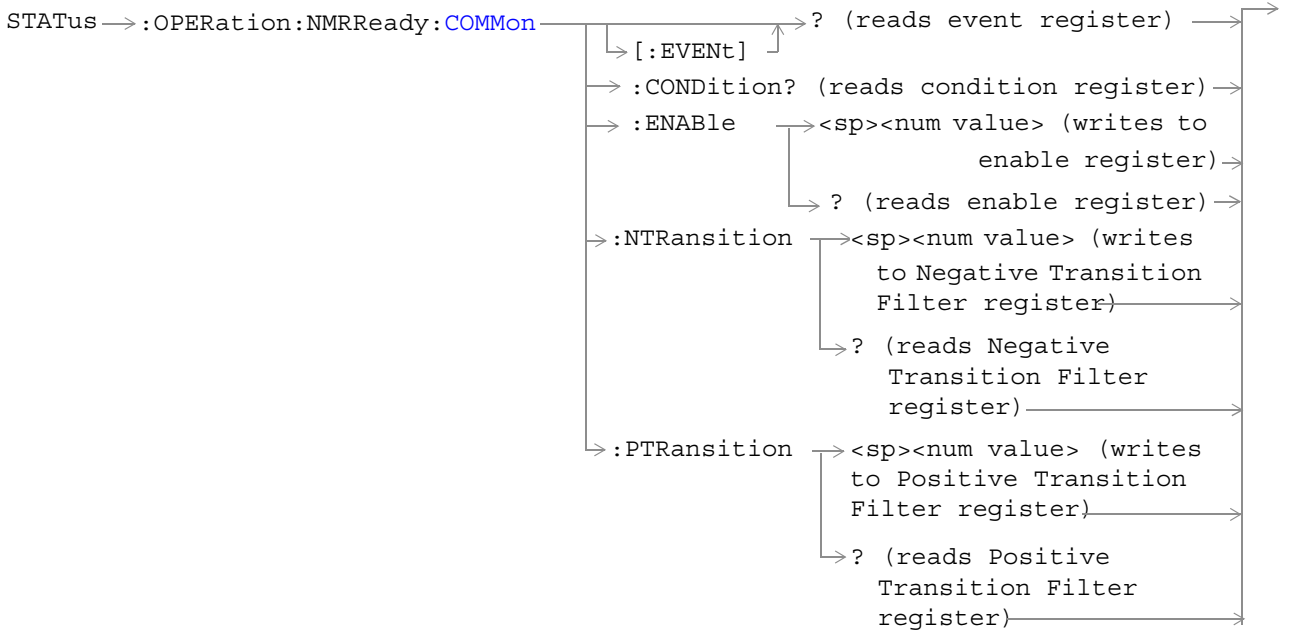 STATus :OPERation:NMRReady:COMMon ? (reads event register)
[:EVENt]
:CONDition? (reads condition register)
:ENABle <sp><num value> (writes to
enable register)
? (reads enable register)
:NTRansition <sp><num value> (writes
to Negative Transition
Filter register)
? (reads Negative
Transition Filter
register)
:PTRansition <sp><num value> (writes
to Positive Transition
Filter register)
? (reads Positive
Transition Filter
register)